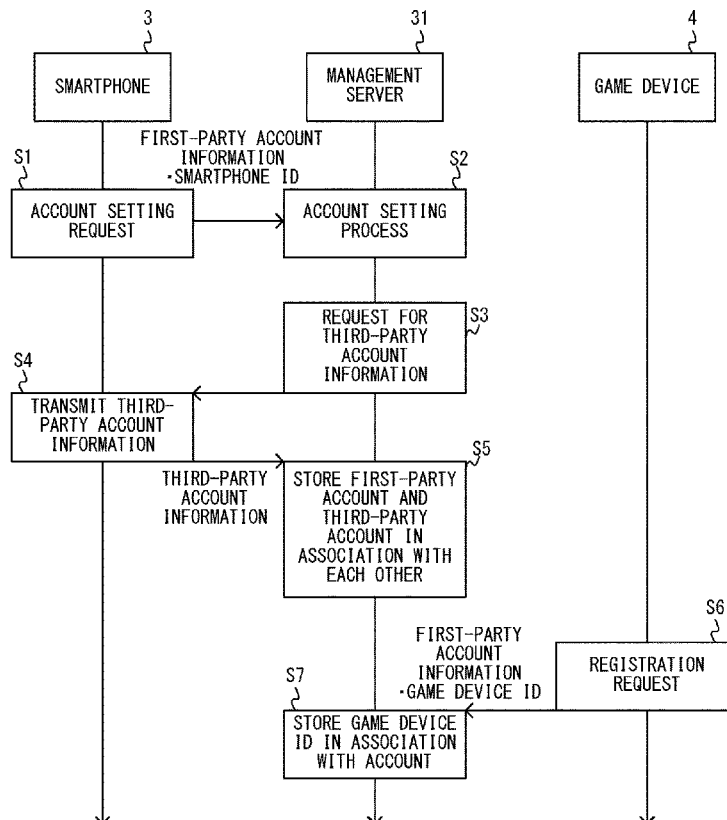 3
31
4
SMARTPHONE
MANAGEMENT
SERVER
GAME DEVICE
FIRST-PARTY ACCOUNT
INFORMATION
・SMARTPHONE ID
S1
S2
ACCOUNT SETTING
REQUEST
ACCOUNT SETTING
PROCESS
S3
REQUEST FOR
THIRD-PARTY
ACCOUNT
INFORMATION
S4
TRANSMIT THIRD-
PARTY ACCOUNT
INFORMATION
THIRD-PARTY
ACCOUNT
INFORMATION
S5
STORE FIRST-PARTY
ACCOUNT AND
THIRD-PARTY
ACCOUNT IN
ASSOCIATION WITH
EACH OTHER
S6
FIRST-PARTY
ACCOUNT
INFORMATION
・GAME DEVICE ID
REGISTRATION
REQUEST
S7
STORE GAME DEVICE
ID IN ASSOCIATION
WITH ACCOUNT